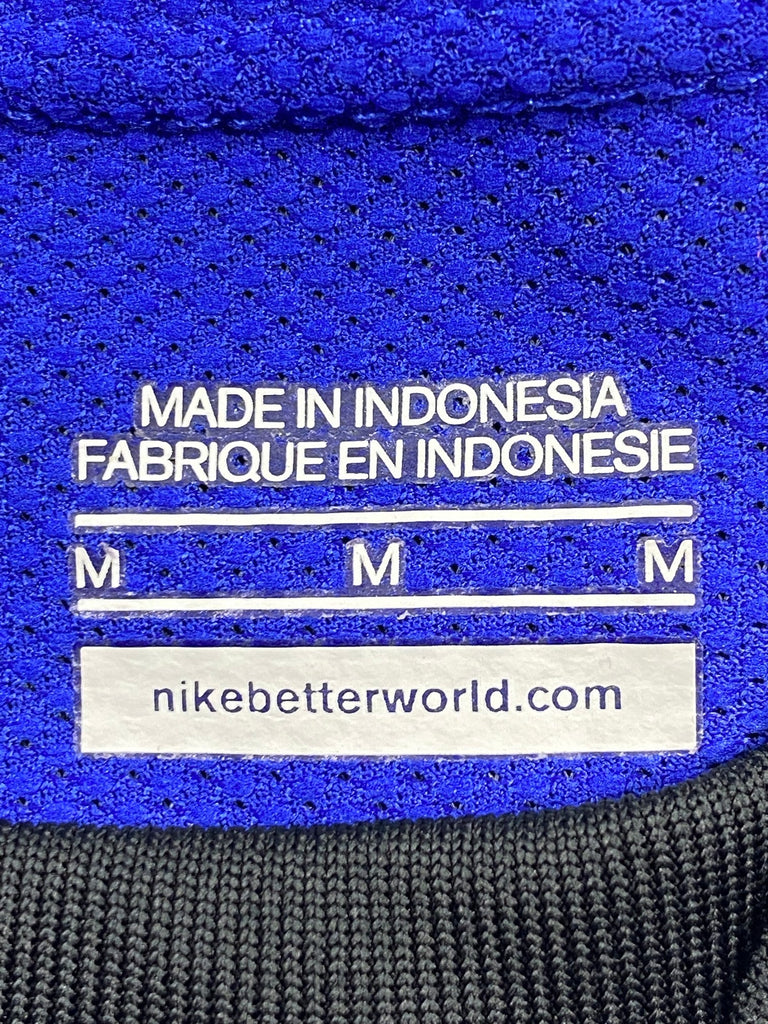 MADE IN INDONESIA
FABRIQUE EN INDONESIE
M M M
nikebetterworld.com